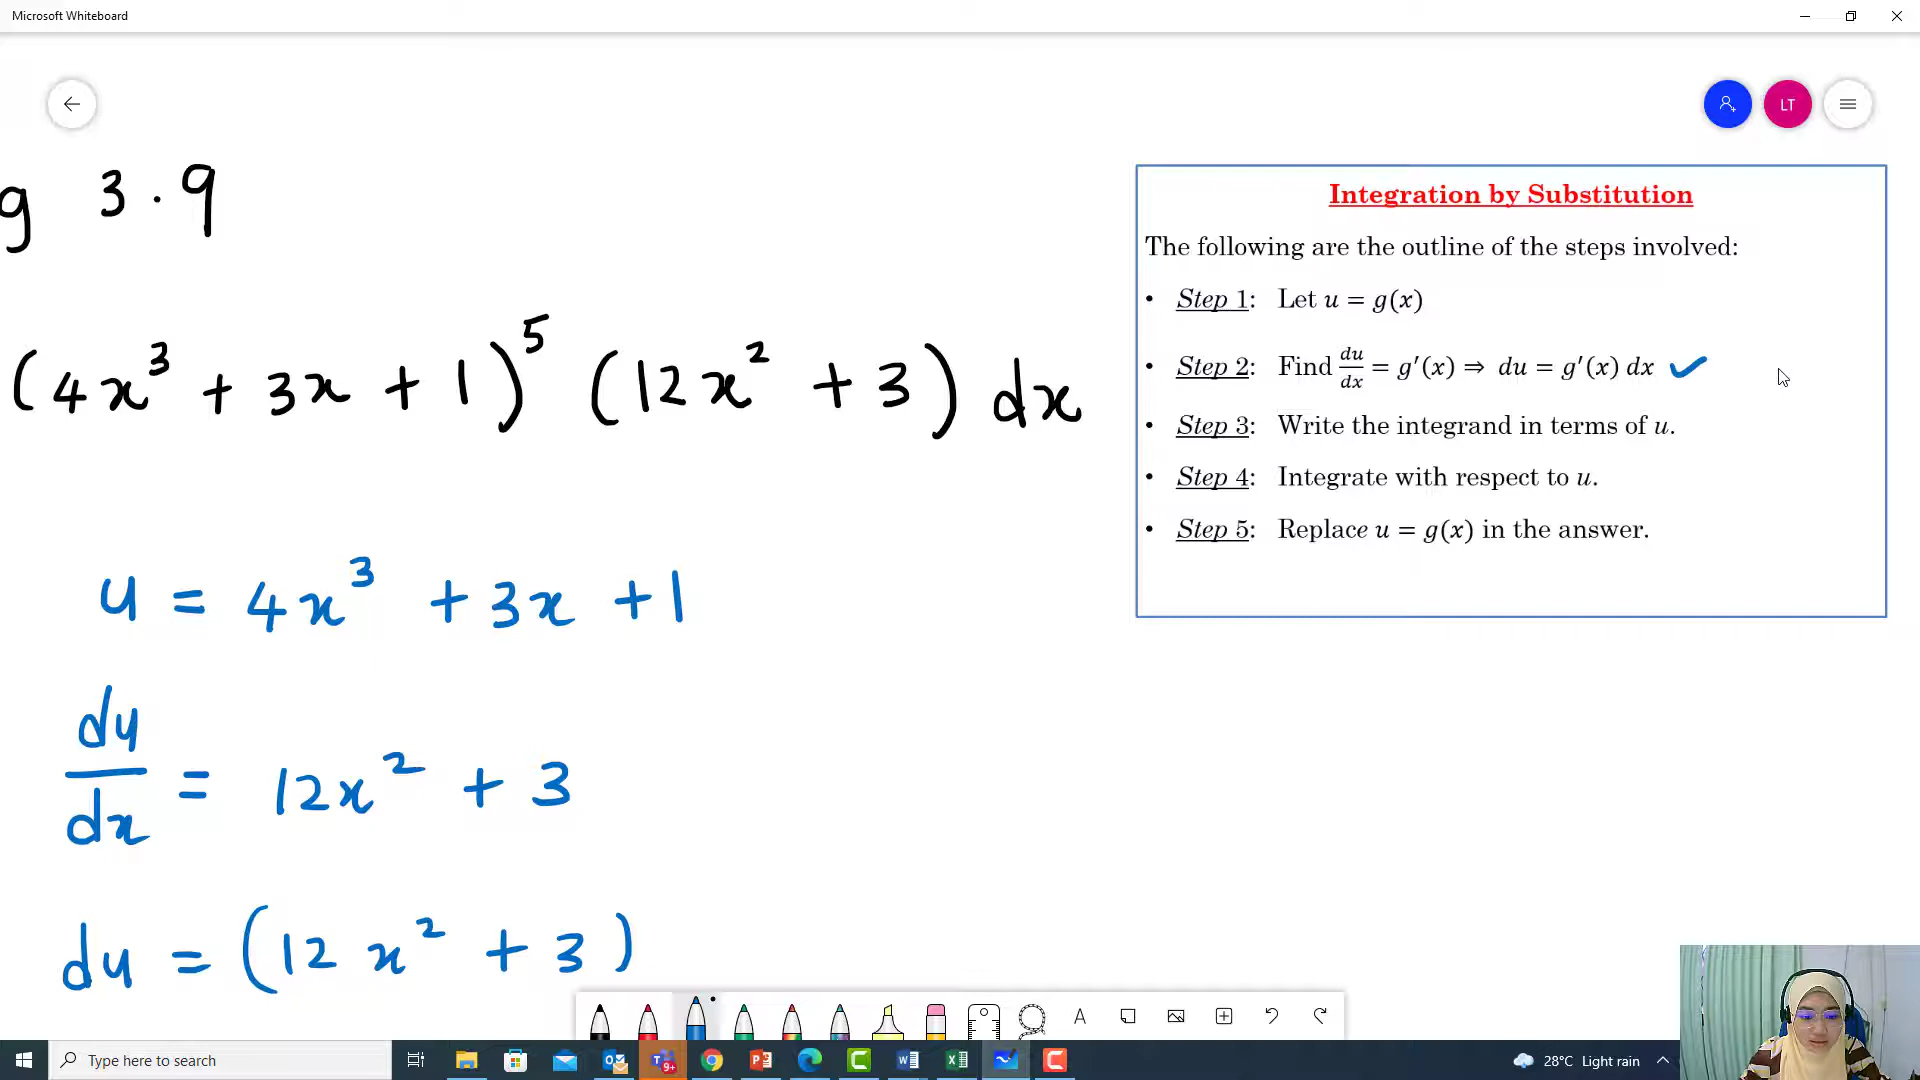 Microsoft Whiteboard
LT
g 3.9
(4x³ + 3x + 1)⁵ (12x² + 3) dx
u = 4x³ + 3x + 1
du/dx = 12x² + 3
du = (12x² + 3)
Integration by Substitution
The following are the outline of the steps involved:
• Step 1: Let u = g(x)
• Step 2: Find du/dx = g′(x) ⇒ du = g′(x) dx ✓
• Step 3: Write the integrand in terms of u.
• Step 4: Integrate with respect to u.
• Step 5: Replace u = g(x) in the answer.
A
Type here to search
9+
28°C Light rain